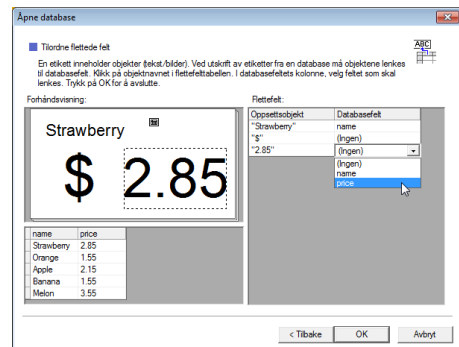 Åpne database
Tilordne flettede felt
ABC
En etikett inneholder objekter (tekst/bilder). Ved utskrift av etiketter fra en database må objektene lenkes
til databasefelt. Klikk på objektnavnet i flettefelttabellen. I databasefeltets kolonne, velg feltet som skal
lenkes. Trykk på OK for å avslutte.
Forhåndsvisning:
Flettefelt:
Strawberry
$ 2.85
Oppsettsobjekt Databasefelt
"Strawberry" name
"$" (Ingen)
"2.85" (Ingen)
(Ingen)
name
price
name price
Strawberry 2.85
Orange 1.55
Apple 2.15
Banana 1.55
Melon 3.55
< Tilbake OK Avbryt